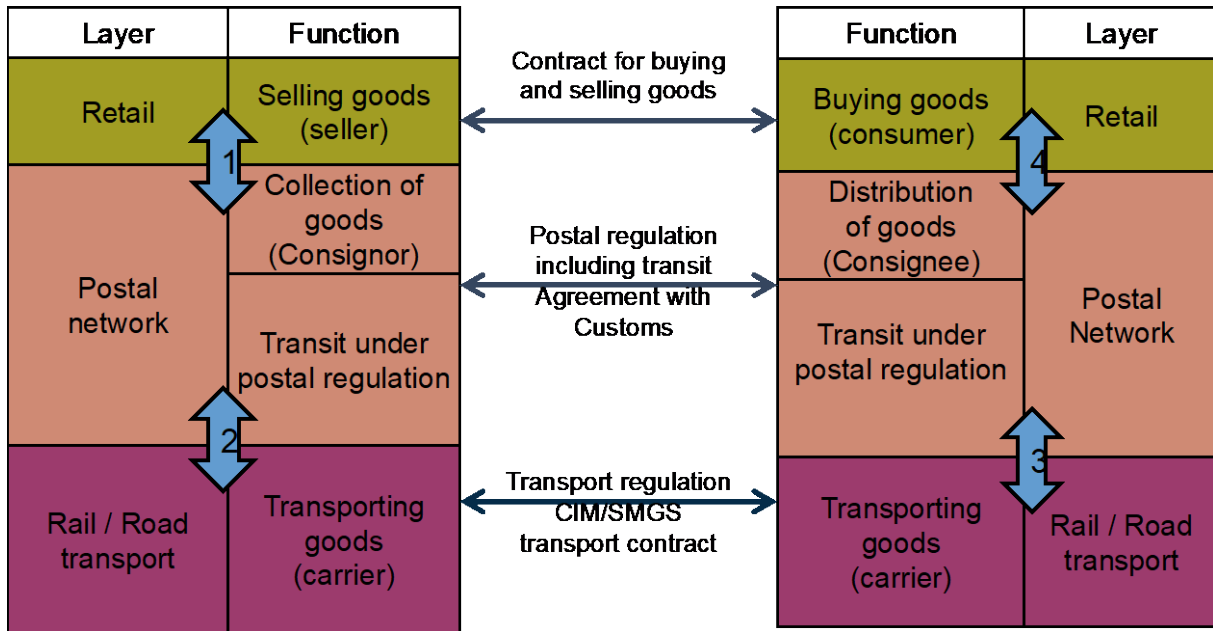 Layer
Function
Retail
Selling goods
(seller)
1
Collection of
goods
(Consignor)
Postal
network
Transit under
postal regulation
2
Rail / Road
transport
Transporting
goods
(carrier)
Contract for buying
and selling goods
Postal regulation
including transit
Agreement with
Customs
Transport regulation
CIM/SMGS
transport contract
Function
Layer
Buying goods
(consumer)
Retail
4
Distribution
of goods
(Consignee)
Postal
Network
Transit under
postal regulation
3
Transporting
goods
(carrier)
Rail / Road
transport